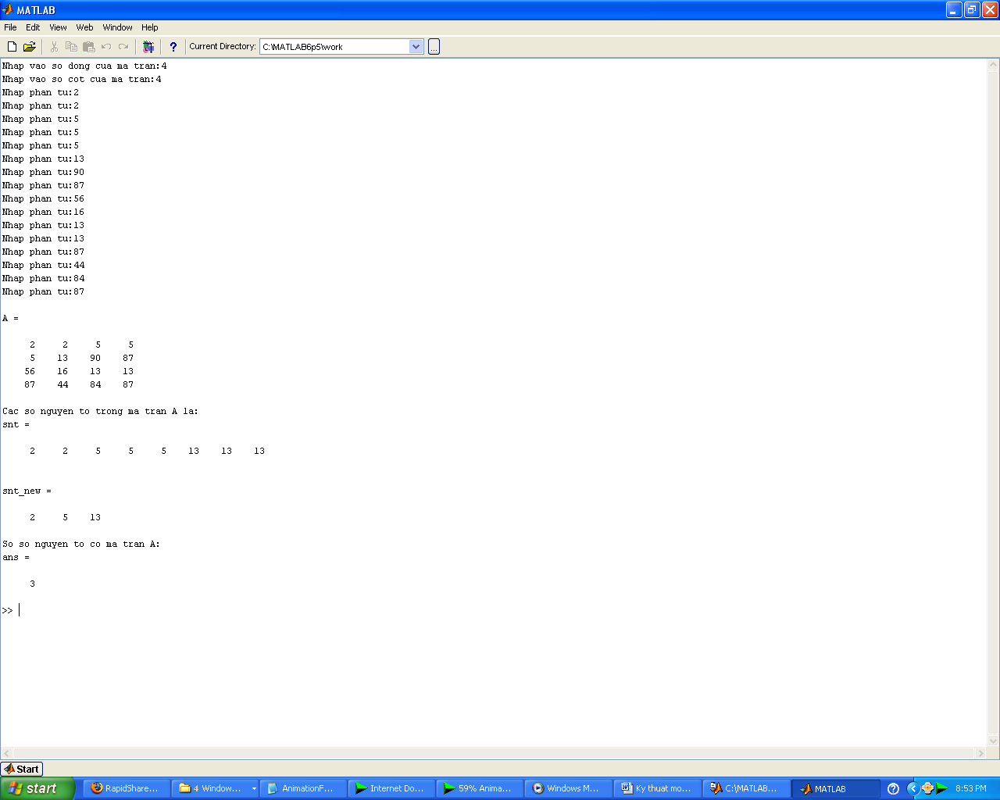 MATLAB
File Edit View Web Window Help
Current Directory: C:\MATLAB6p5\work ...
Nhap vao so dong cua ma tran:4
Nhap vao so cot cua ma tran:4
Nhap phan tu:2
Nhap phan tu:2
Nhap phan tu:5
Nhap phan tu:5
Nhap phan tu:5
Nhap phan tu:13
Nhap phan tu:90
Nhap phan tu:87
Nhap phan tu:56
Nhap phan tu:16
Nhap phan tu:13
Nhap phan tu:13
Nhap phan tu:87
Nhap phan tu:44
Nhap phan tu:84
Nhap phan tu:87
A =
2 2 5 5
5 13 90 87
56 16 13 13
87 44 84 87
Cac so nguyen to trong ma tran A la:
snt =
2 2 5 5 5 13 13 13
snt_new =
2 5 13
So so nguyen to co ma tran A:
ans =
3
>>
Start
start RapidShare... 4 Window... AnimationF... Internet Do... 59% Anima... Windows M... Ky thuat mo... C:\MATLAB... MATLAB 8:53 PM